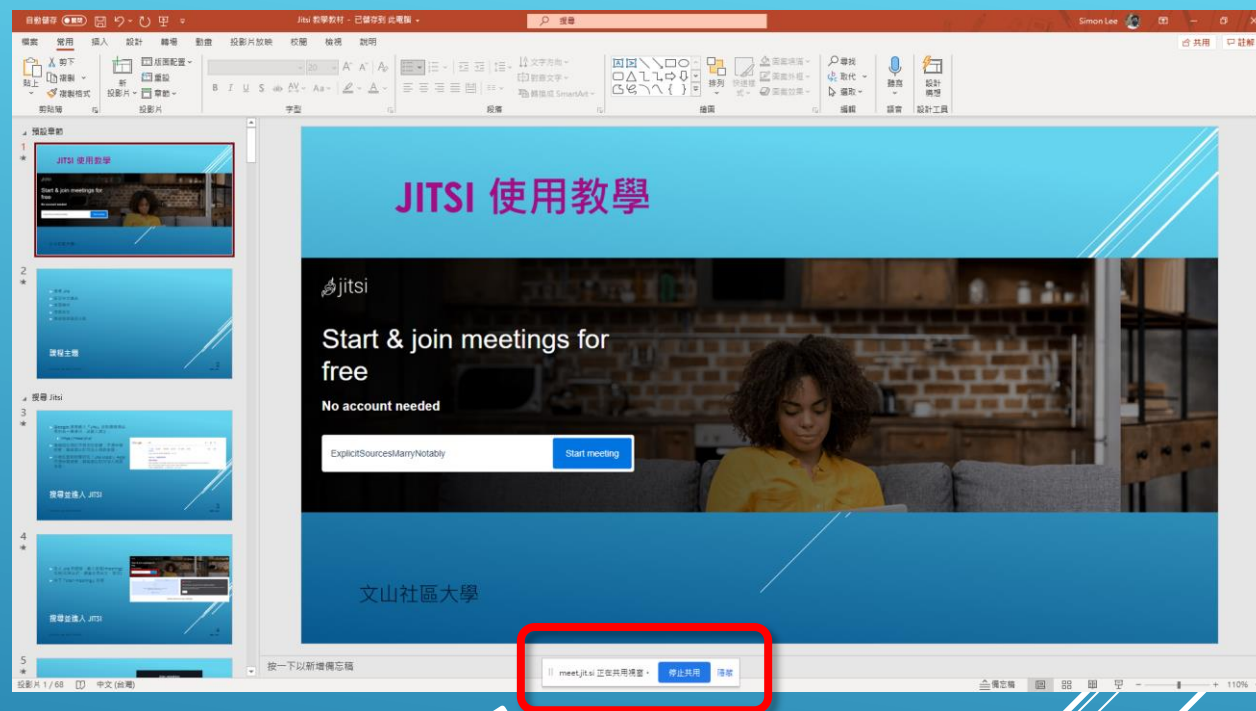 自動儲存 Jitsi 教學教材 - 已儲存到 此電腦 搜尋 Simon Lee
檔案 常用 插入 設計 轉場 動畫 投影片放映 校閱 檢視 說明 共用 註解
貼上 剪下 複製 複製格式 新投影片 版面配置 重設 章節 20 文字方向 對齊文字 轉換成 SmartArt 排列 快速樣式 圖案填滿 圖案外框 圖案效果 尋找 取代 選取 聽寫 設計構想
剪貼簿 投影片 字型 段落 繪圖 編輯 語音 設計工具
預設章節
1
JITSI 使用教學
Start & join meetings for
free
2
課程主題
搜尋 Jitsi
3
搜尋並進入 JITSI
4
搜尋並進入 JITSI
5
JITSI 使用教學
jitsi
Start & join meetings for
free
No account needed
ExplicitSourcesMarryNotably Start meeting
文山社區大學
按一下以新增備忘稿
meet.jit.si 正在共用視窗。 停止共用 隱藏
投影片 1 / 68 中文 (台灣) 備忘稿 110%